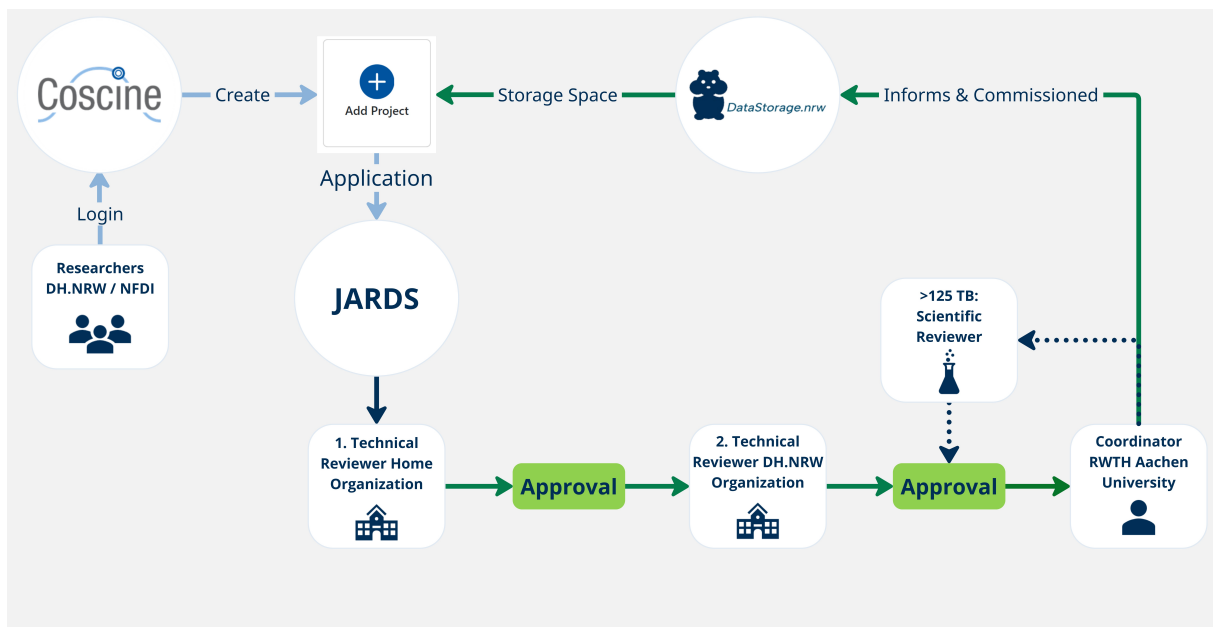 Coscine
Create
Add Project
Storage Space
DataStorage.nrw
Informs & Commissioned
Application
Login
Researchers
DH.NRW / NFDI
JARDS
>125 TB:
Scientific
Reviewer
1. Technical
Reviewer Home
Organization
Approval
2. Technical
Reviewer DH.NRW
Organization
Approval
Coordinator
RWTH Aachen
University